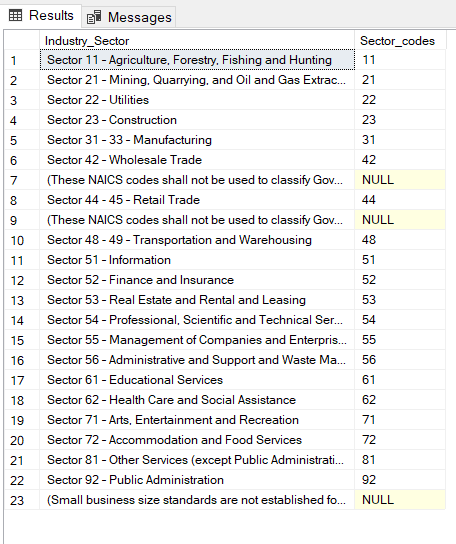 Results Messages
Industry_Sector Sector_codes
1 Sector 11 - Agriculture, Forestry, Fishing and Hunting 11
2 Sector 21 - Mining, Quarrying, and Oil and Gas Extrac... 21
3 Sector 22 - Utilities 22
4 Sector 23 - Construction 23
5 Sector 31 - 33 - Manufacturing 31
6 Sector 42 - Wholesale Trade 42
7 (These NAICS codes shall not be used to classify Gov... NULL
8 Sector 44 - 45 - Retail Trade 44
9 (These NAICS codes shall not be used to classify Gov... NULL
10 Sector 48 - 49 - Transportation and Warehousing 48
11 Sector 51 - Information 51
12 Sector 52 - Finance and Insurance 52
13 Sector 53 - Real Estate and Rental and Leasing 53
14 Sector 54 - Professional, Scientific and Technical Ser... 54
15 Sector 55 - Management of Companies and Enterpris... 55
16 Sector 56 - Administrative and Support and Waste Ma... 56
17 Sector 61 - Educational Services 61
18 Sector 62 - Health Care and Social Assistance 62
19 Sector 71 - Arts, Entertainment and Recreation 71
20 Sector 72 - Accommodation and Food Services 72
21 Sector 81 - Other Services (except Public Administrati... 81
22 Sector 92 - Public Administration 92
23 (Small business size standards are not established fo... NULL